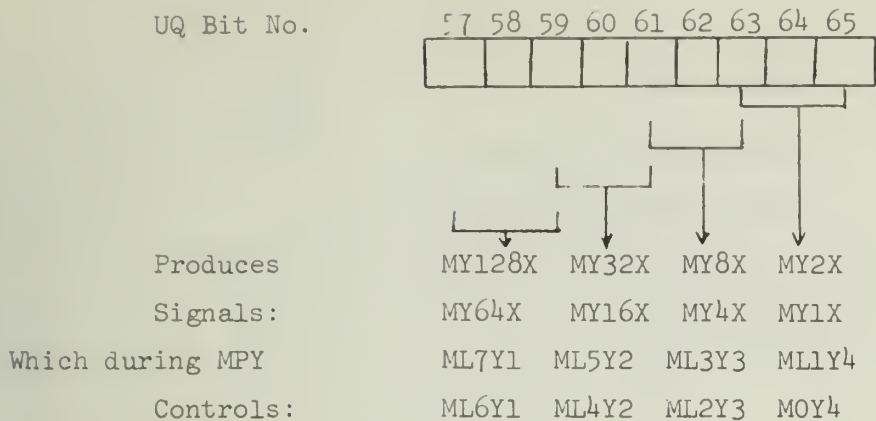 UQ Bit No. 57 58 59 60 61 62 63 64 65
Produces MY128X MY32X MY8X MY2X
Signals: MY64X MY16X MY4X MY1X
Which during MPY ML7Y1 ML5Y2 ML3Y3 ML1Y4
Controls: ML6Y1 ML4Y2 ML2Y3 MOY4